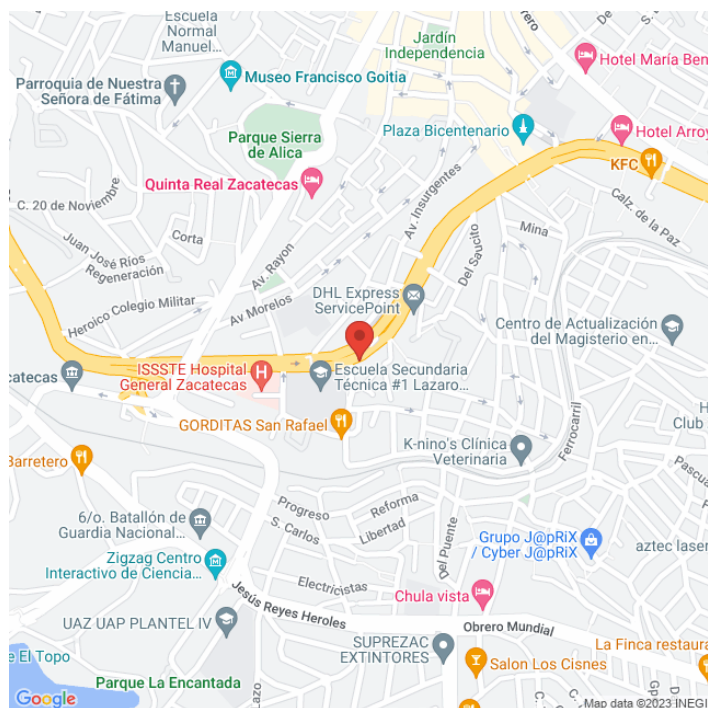 Escuela
Normal
Manuel...
Jardín
Independencia
Hotel María Ben
Museo Francisco Goitia
Parroquia de Nuestra
Señora de Fátima
Parque Sierra
de Alica
Plaza Bicentenario
Hotel Arroy
KFC
Quinta Real Zacatecas
C. 20 de Noviembre
Av. Insurgentes
Calz. de la Paz
Corta
Juan José Ríos
Regeneración
Av. Rayon
Del Saucito
Mina
Heroico Colegio Militar
Av Morelos
DHL Express
ServicePoint
Centro de Actualización
del Magisterio en...
ISSSTE Hospital
General Zacatecas
catecas
Escuela Secundaria
Técnica #1 Lazaro...
GORDITAS San Rafael
Ferrocarril
Club
K-nino's Clínica
Veterinaria
Barretero
Pascua
Progreso
Reforma
S. Carlos
Libertad
6/o. Batallón de
Guardia Nacional...
Del Puente
Grupo J@pRiX
/ Cyber J@pRiX
aztec laser
Zigzag Centro
Interactivo de Ciencia...
Electricistas
Jesús Reyes Heroles
Chula vista
UAZ UAP PLANTEL IV
Obrero Mundial
SUPREZAC
EXTINTORES
La Finca restaura
e El Topo
Salon Los Cisnes
Parque La Encantada
Lazo
Google
Map data ©2023 INEGI